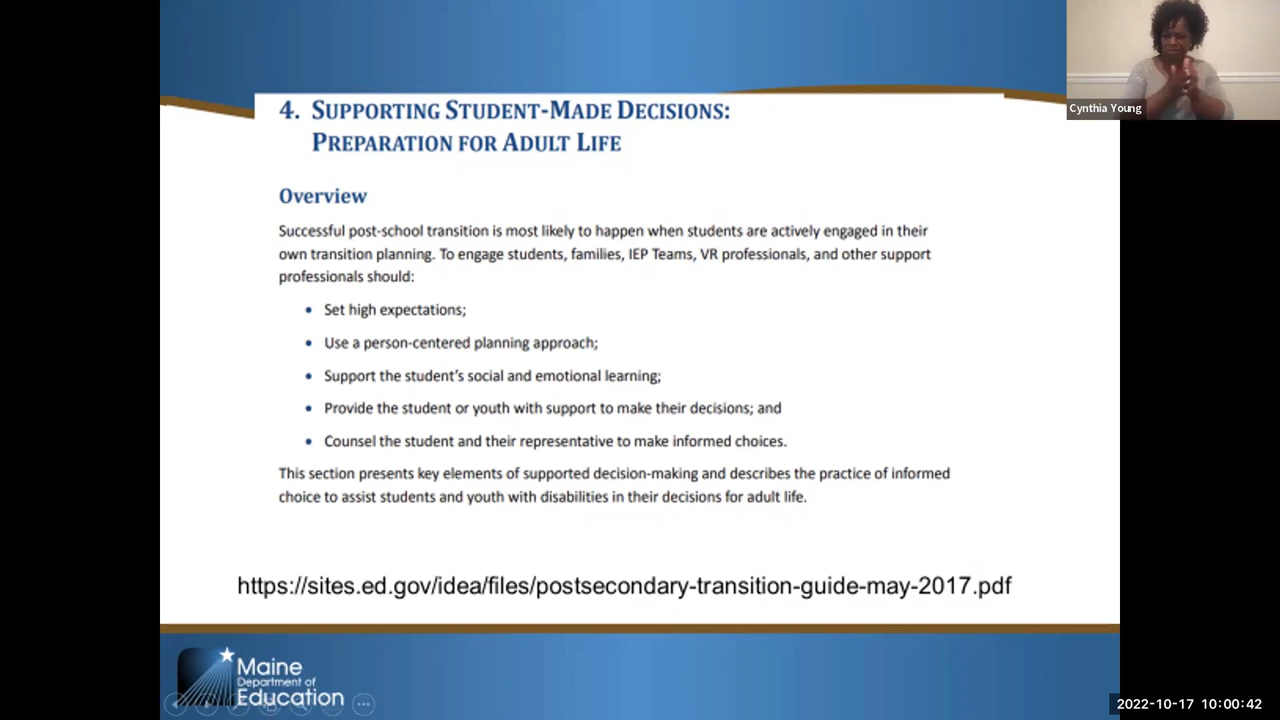 4. SUPPORTING STUDENT-MADE DECISIONS:
PREPARATION FOR ADULT LIFE
Overview
Successful post-school transition is most likely to happen when students are actively engaged in their
own transition planning. To engage students, families, IEP Teams, VR professionals, and other support
professionals should:
• Set high expectations;
• Use a person-centered planning approach;
• Support the student's social and emotional learning;
• Provide the student or youth with support to make their decisions; and
• Counsel the student and their representative to make informed choices.
This section presents key elements of supported decision-making and describes the practice of informed
choice to assist students and youth with disabilities in their decisions for adult life.
https://sites.ed.gov/idea/files/postsecondary-transition-guide-may-2017.pdf
Maine
Department of
Education
Cynthia Young
2022-10-17 10:00:42